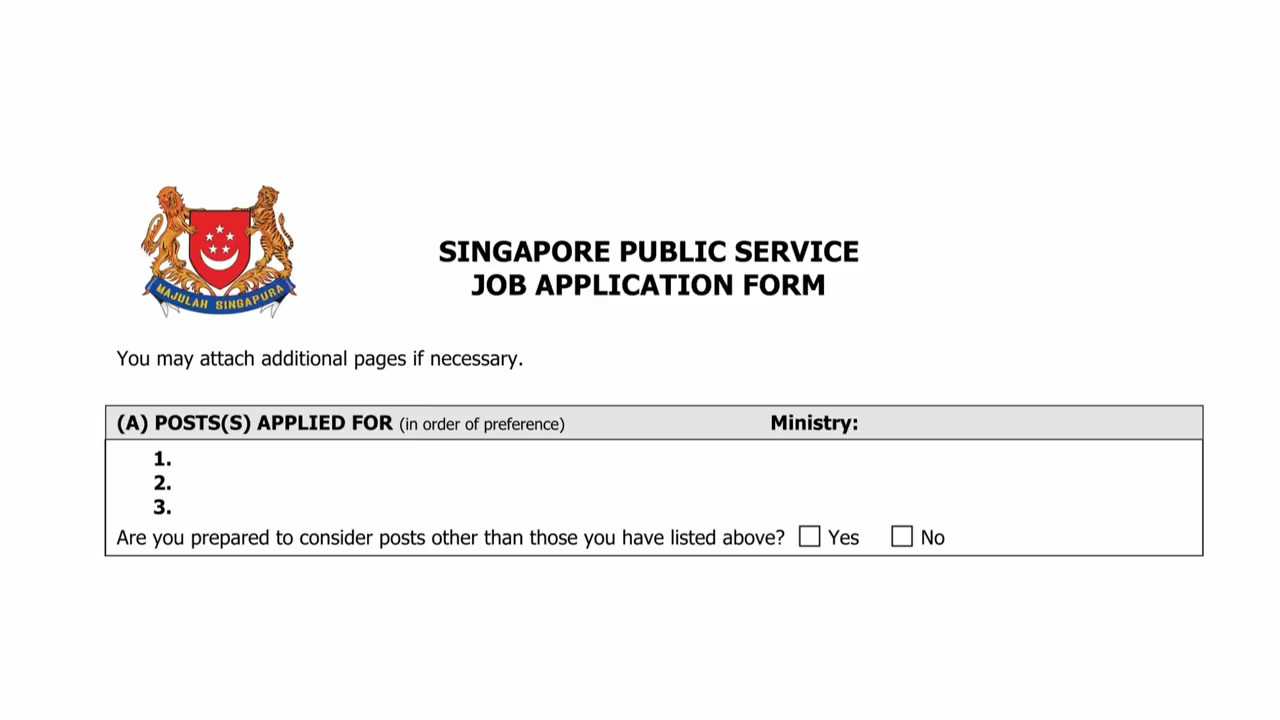 MAJULAH SINGAPURA
SINGAPORE PUBLIC SERVICE
JOB APPLICATION FORM
You may attach additional pages if necessary.
(A) POSTS(S) APPLIED FOR (in order of preference) Ministry:
1.
2.
3.
Are you prepared to consider posts other than those you have listed above? Yes No